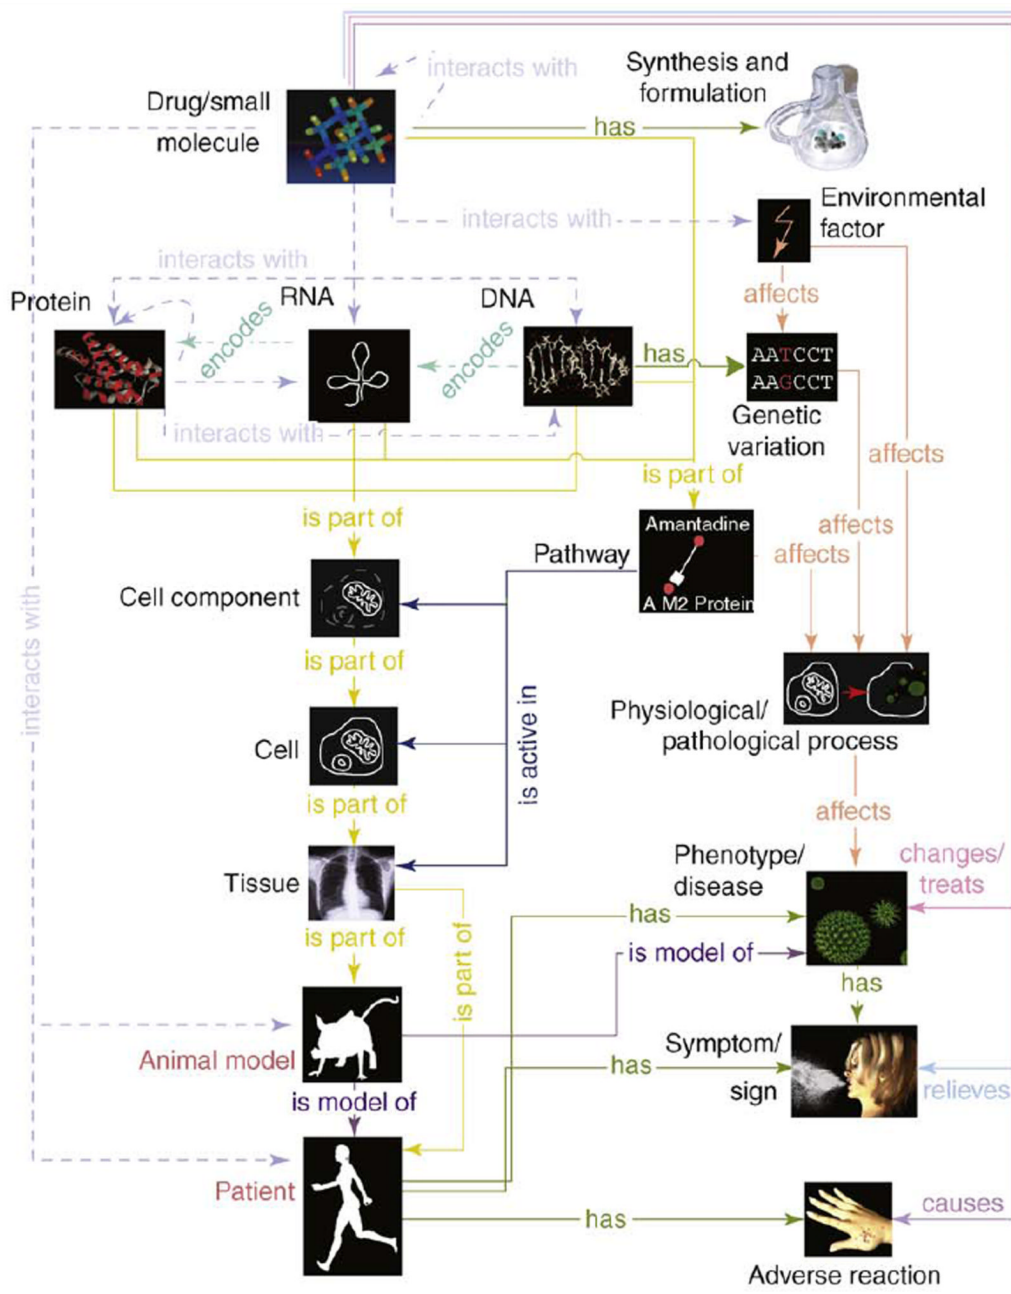 interacts with
Synthesis and
formulation
Drug/small
molecule
has
Environmental
factor
interacts with
interacts with
affects
Protein
RNA
DNA
encodes
encodes
has
AATCCT
AAGCCT
Genetic
variation
interacts with
affects
is part of
is part of
Amantadine
affects
affects
Pathway
A M2 Protein
Cell component
interacts with
is part of
is active in
Physiological/
pathological process
Cell
is part of
affects
Phenotype/
disease
changes/
treats
Tissue
has
is part of
is part of
is model of
has
Animal model
Symptom/
sign
has
relieves
is model of
Patient
has
causes
Adverse reaction